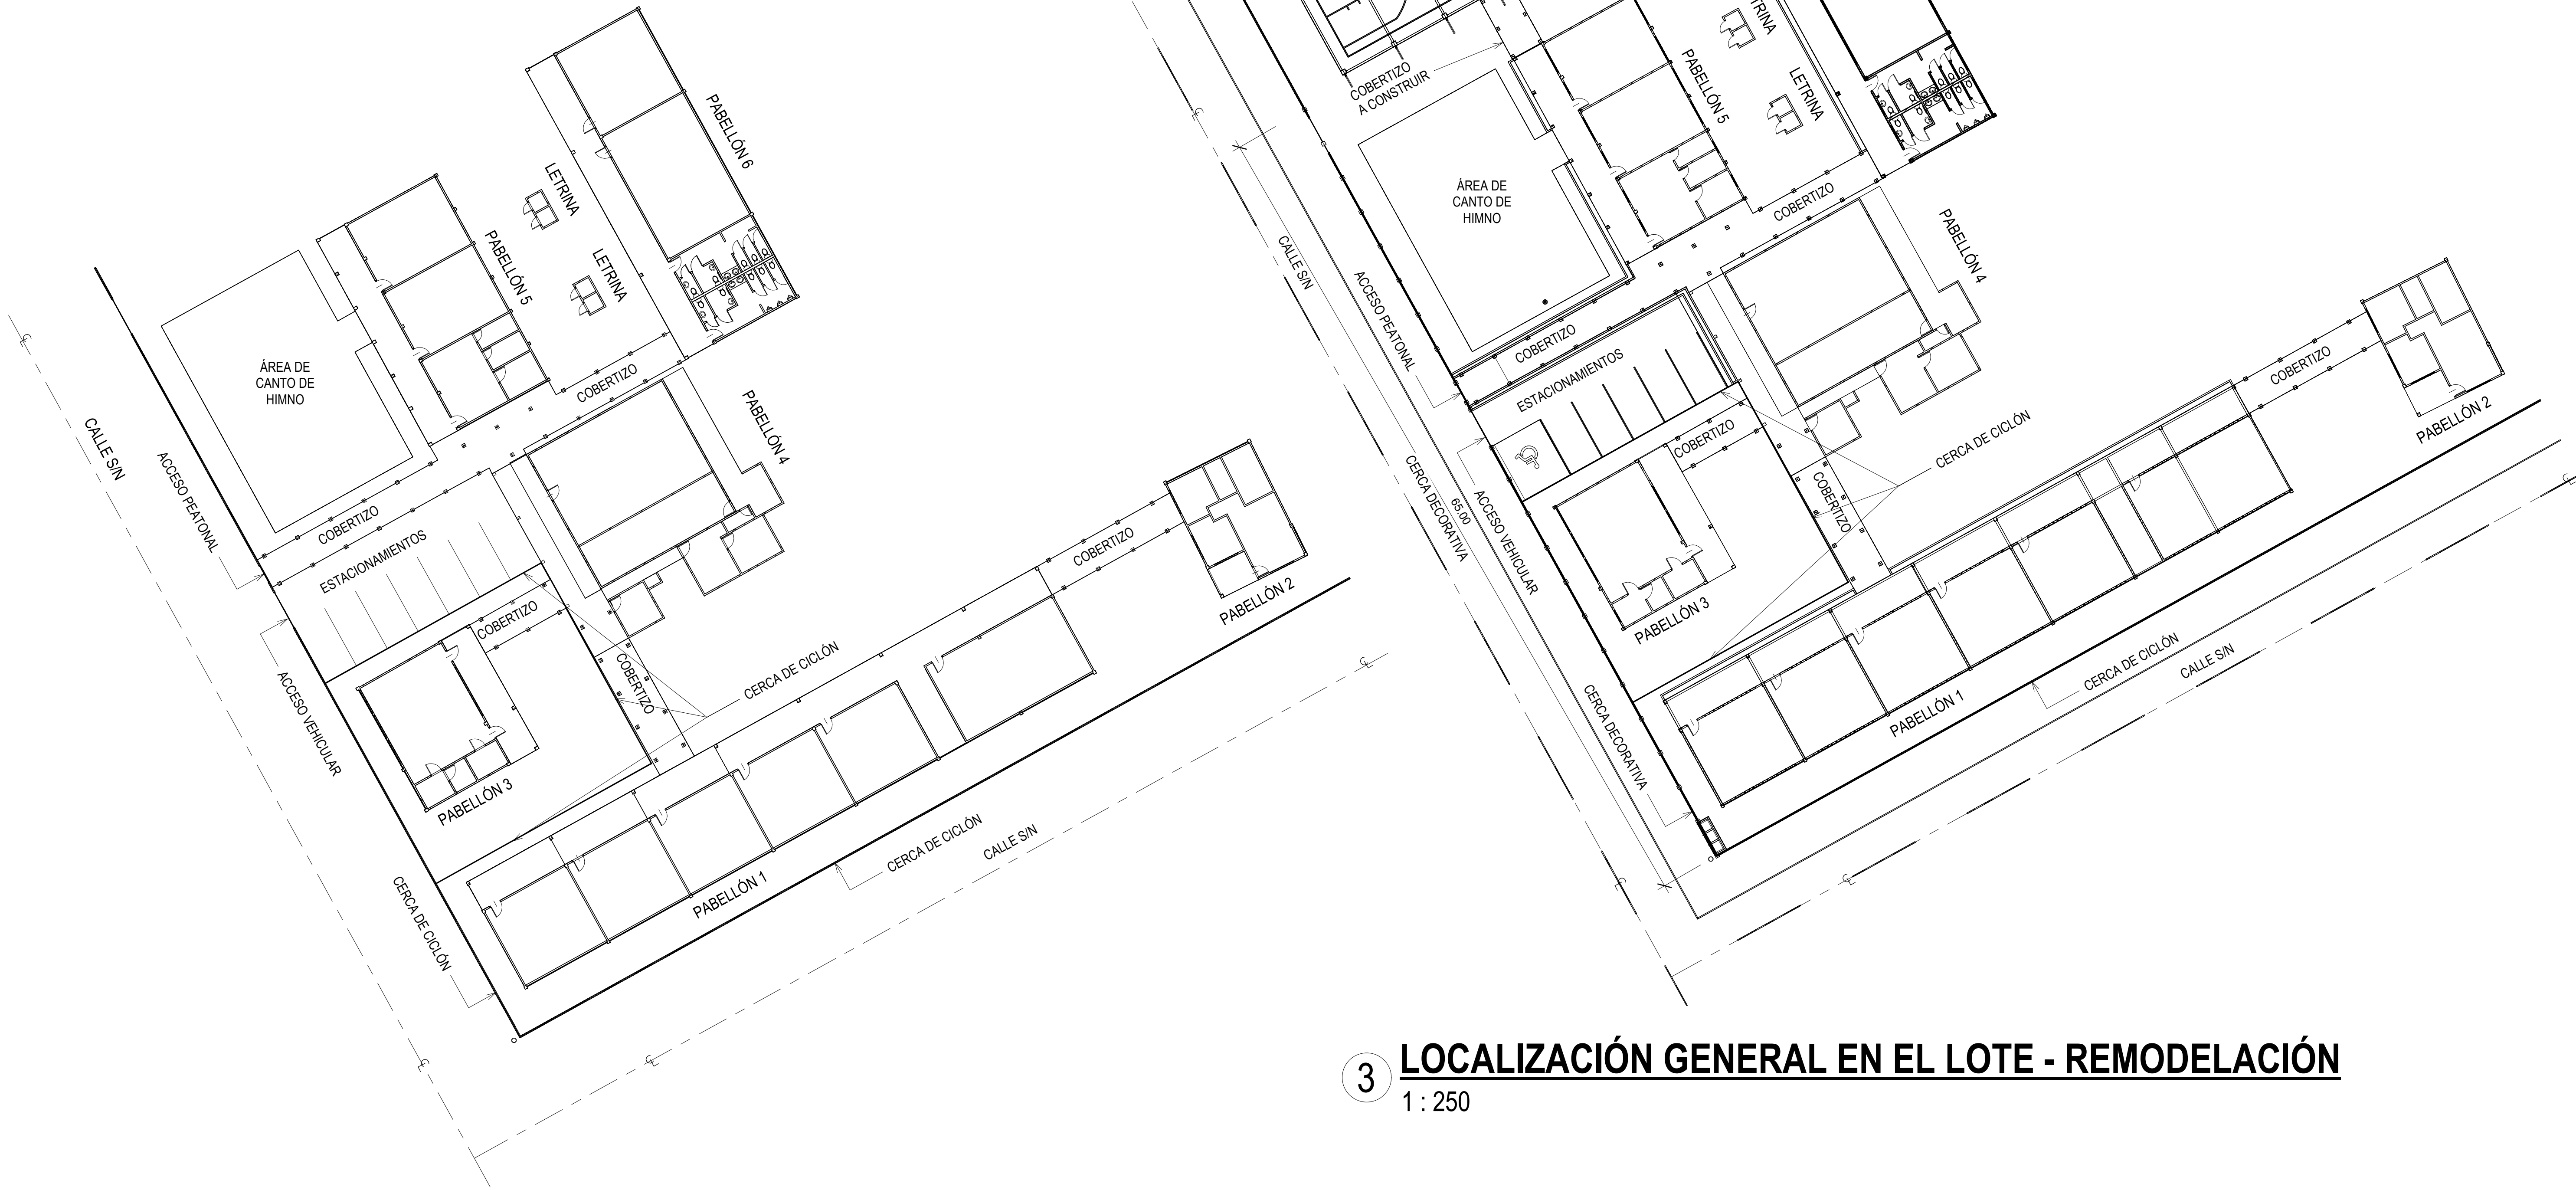 PABELLÓN 6
LETRINA
LETRINA
PABELLÓN 5
ÁREA DE
CANTO DE
HIMNO
COBERTIZO
PABELLÓN 4
CALLE S/N
ACCESO PEATONAL
COBERTIZO
ESTACIONAMIENTOS
COBERTIZO
COBERTIZO
COBERTIZO
PABELLÓN 2
ACCESO VEHICULAR
CERCA DE CICLÓN
PABELLÓN 3
CERCA DE CICLÓN
PABELLÓN 1
CERCA DE CICLÓN
CALLE S/N
COBERTIZO
A CONSTRUIR
PABELLÓN 5
LETRINA
ÁREA DE
CANTO DE
HIMNO
COBERTIZO
PABELLÓN 4
CALLE S/N
ACCESO PEATONAL
COBERTIZO
ESTACIONAMIENTOS
COBERTIZO
COBERTIZO
CERCA DE CICLÓN
COBERTIZO
PABELLÓN 2
CERCA DECORATIVA
65.00
ACCESO VEHICULAR
PABELLÓN 3
CERCA DECORATIVA
PABELLÓN 1
CERCA DE CICLÓN
CALLE S/N
3 LOCALIZACIÓN GENERAL EN EL LOTE - REMODELACIÓN
1 : 250